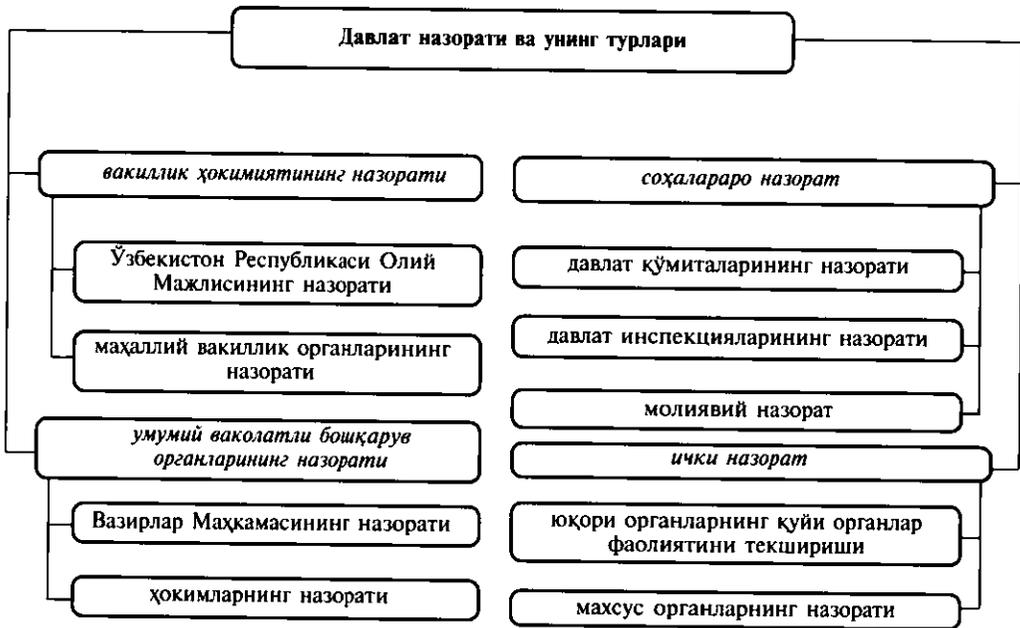 Давлат назорати ва унинг турлари
вакиллик ҳокимиятининг назорати
Ўзбекистон Республикаси Олий
Мажлисининг назорати
маҳаллий вакиллик органларининг
назорати
умумий ваколатли бошқарув
органларининг назорати
Вазирлар Маҳкамасининг назорати
ҳокимларнинг назорати
соҳалараро назорат
давлат қўмиталарининг назорати
давлат инспекцияларининг назорати
молиявий назорат
ички назорат
юқори органларнинг қуйи органлар
фаолиятини текшириши
махсус органларнинг назорати